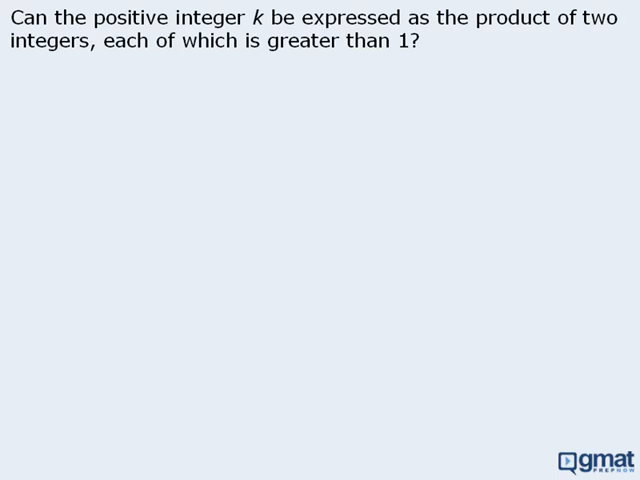 Can the positive integer k be expressed as the product of two
integers, each of which is greater than 1?
gmat
PREPNOW